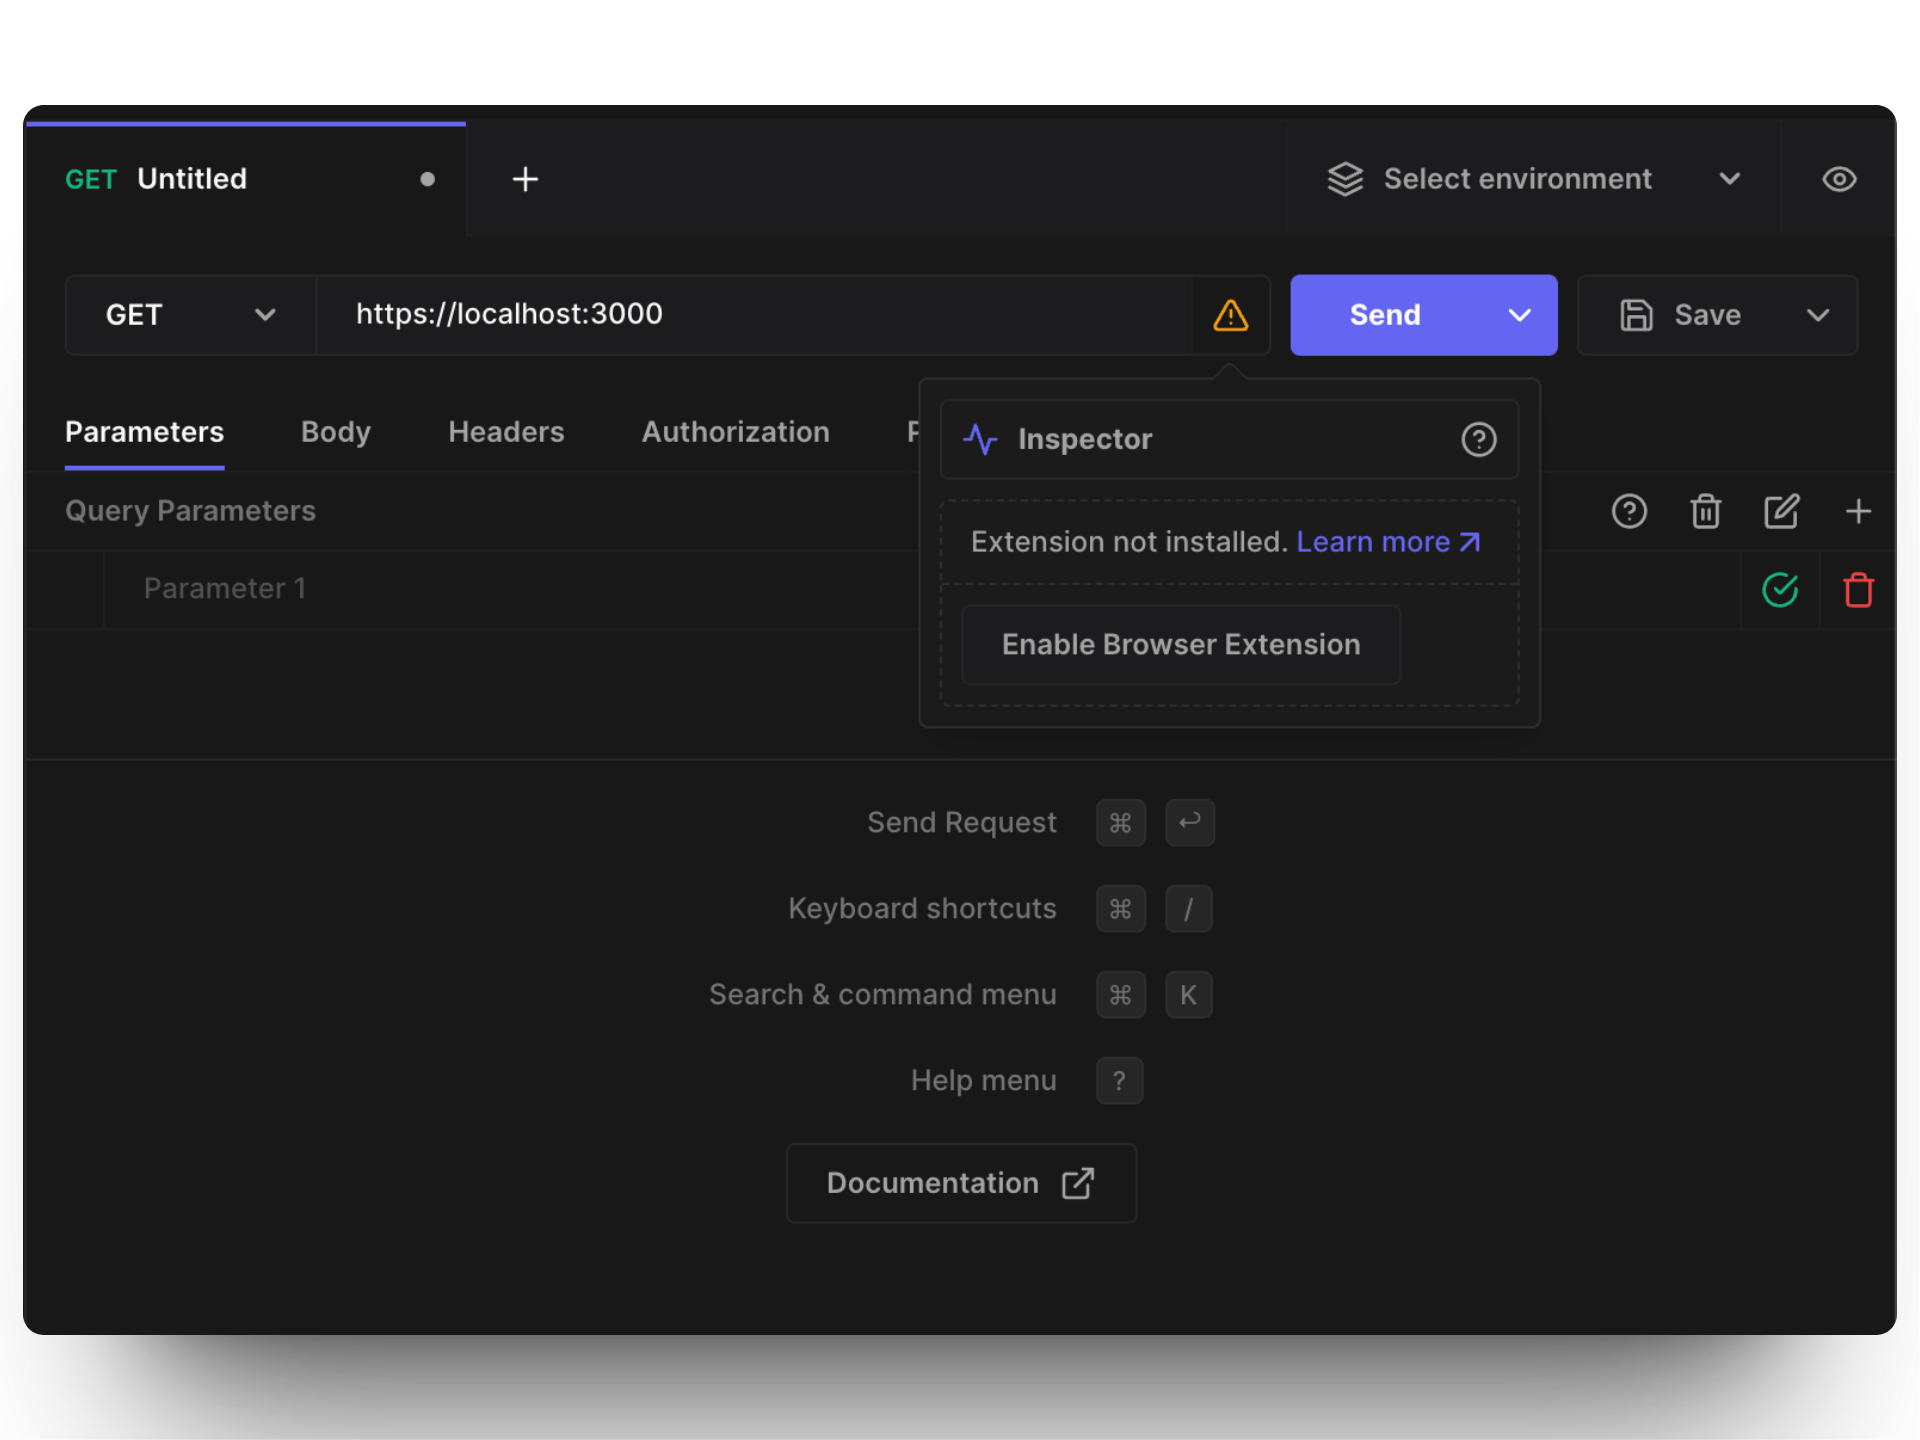 GET Untitled
Select environment
GET
https://localhost:3000
Send
Save
Parameters
Body
Headers
Authorization
Inspector
Query Parameters
Extension not installed. Learn more
Parameter 1
Enable Browser Extension
Send Request ⌘ ↩
Keyboard shortcuts ⌘ /
Search & command menu ⌘ K
Help menu ?
Documentation